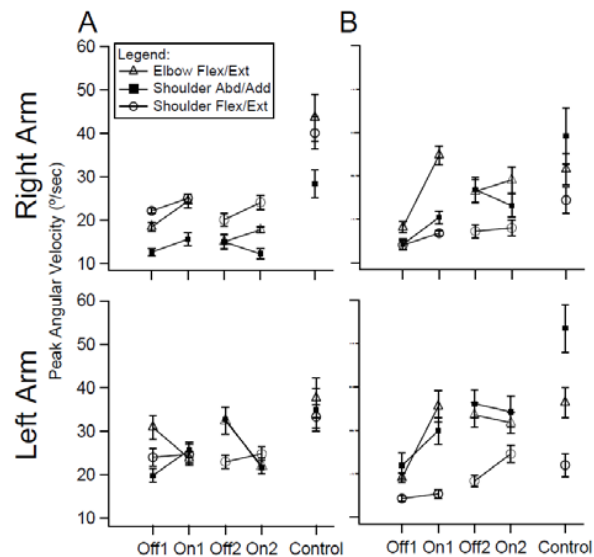 A
B
Right Arm
Left Arm
Peak Angular Velocity (º/sec)
Legend:
Elbow Flex/Ext
Shoulder Abd/Add
Shoulder Flex/Ext
60
50
40
30
20
10
60
50
40
30
20
10
Off1 On1 Off2 On2 Control
Off1 On1 Off2 On2 Control